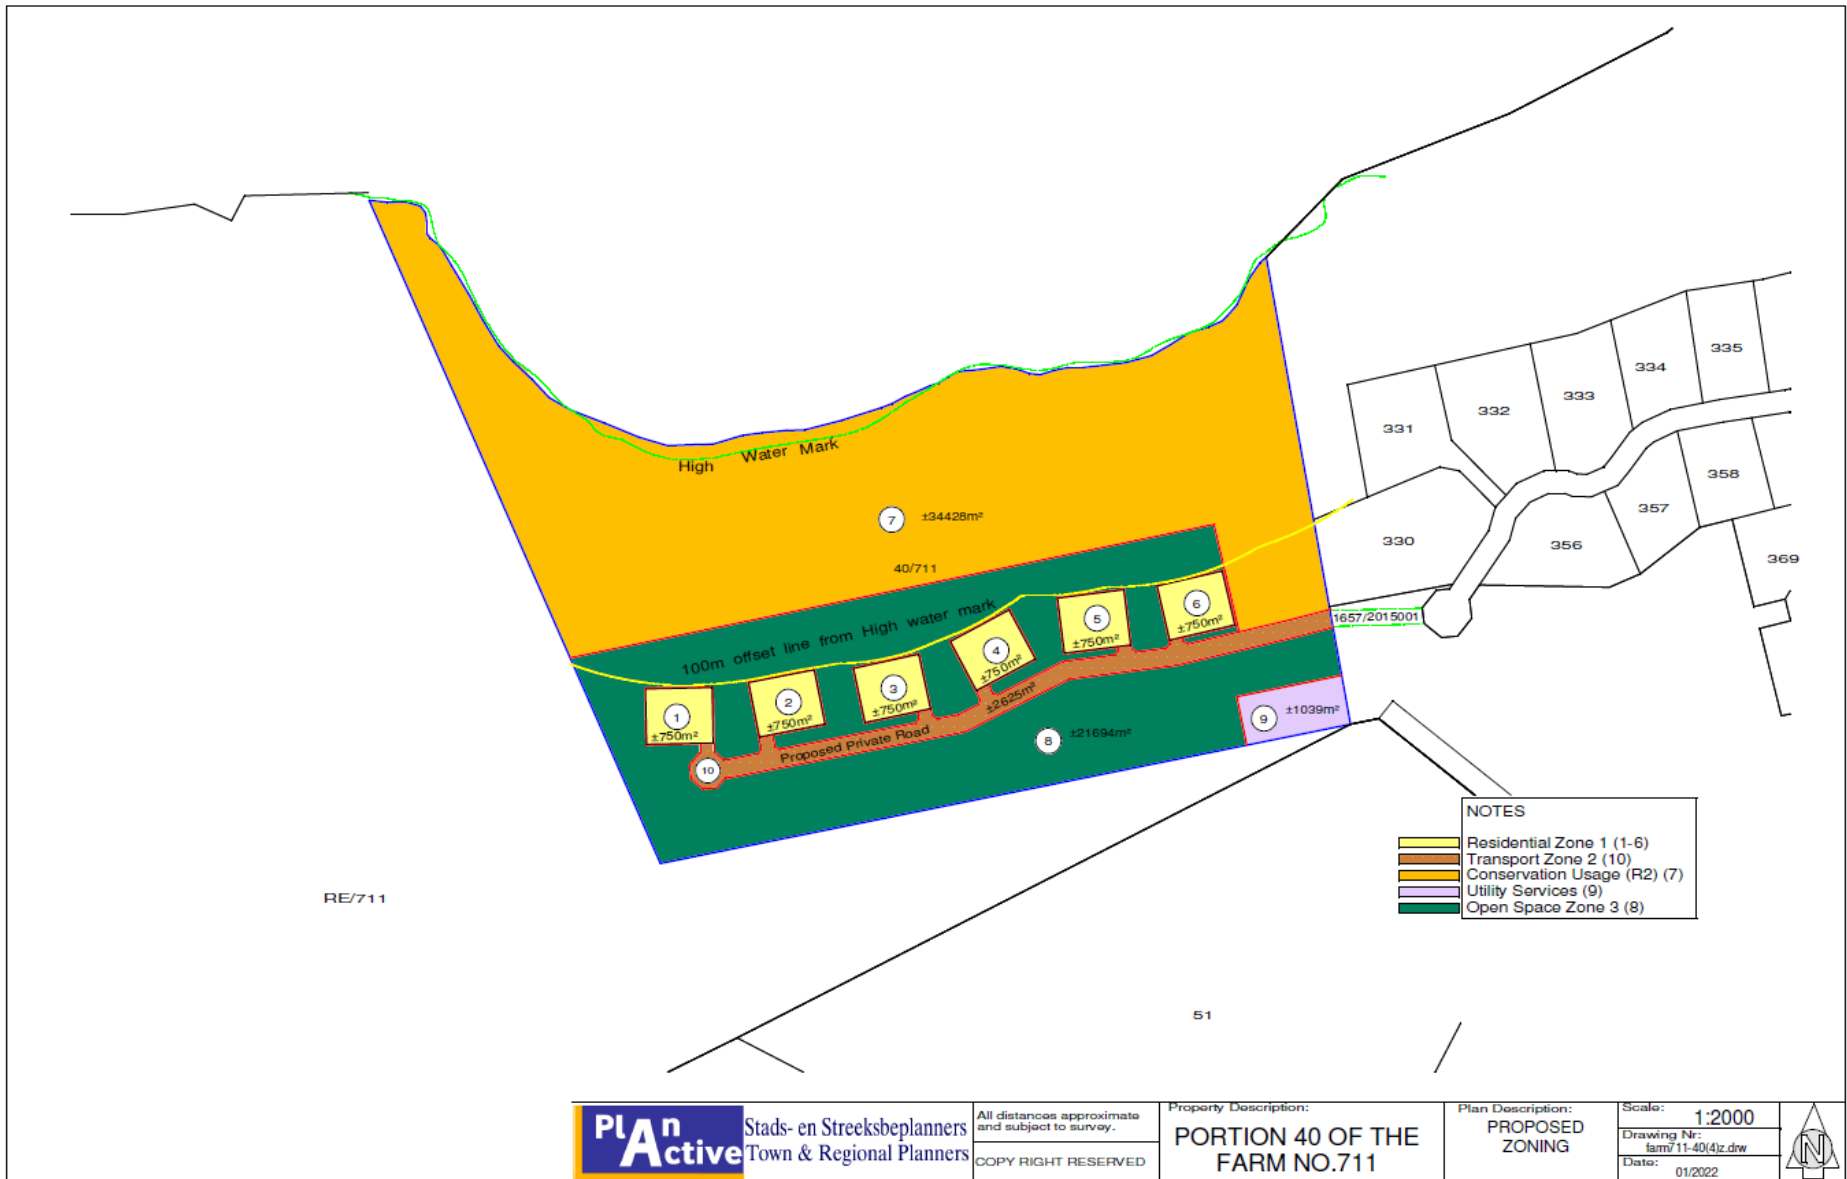 335
334
333
332
331
358
357
330
356
369
High Water Mark
7 ±34428m²
40/711
100m offset line from High water mark
6
±750m²
5
±750m²
4
±750m²
3
±750m²
2
±750m²
1
±750m²
1657/2015001
±2625m²
Proposed Private Road
10
8 ±21694m²
9 ±1039m²
RE/711
51
NOTES
Residential Zone 1 (1-6)
Transport Zone 2 (10)
Conservation Usage (R2) (7)
Utility Services (9)
Open Space Zone 3 (8)
PlAn
Active
Stads- en Streeksbeplanners
Town & Regional Planners
All distances approximate
and subject to survey.
COPY RIGHT RESERVED
Property Description:
PORTION 40 OF THE
FARM NO.711
Plan Description:
PROPOSED
ZONING
Scale:
1:2000
Drawing Nr:
farm711-40(4)z.drw
Date:
01/2022
N